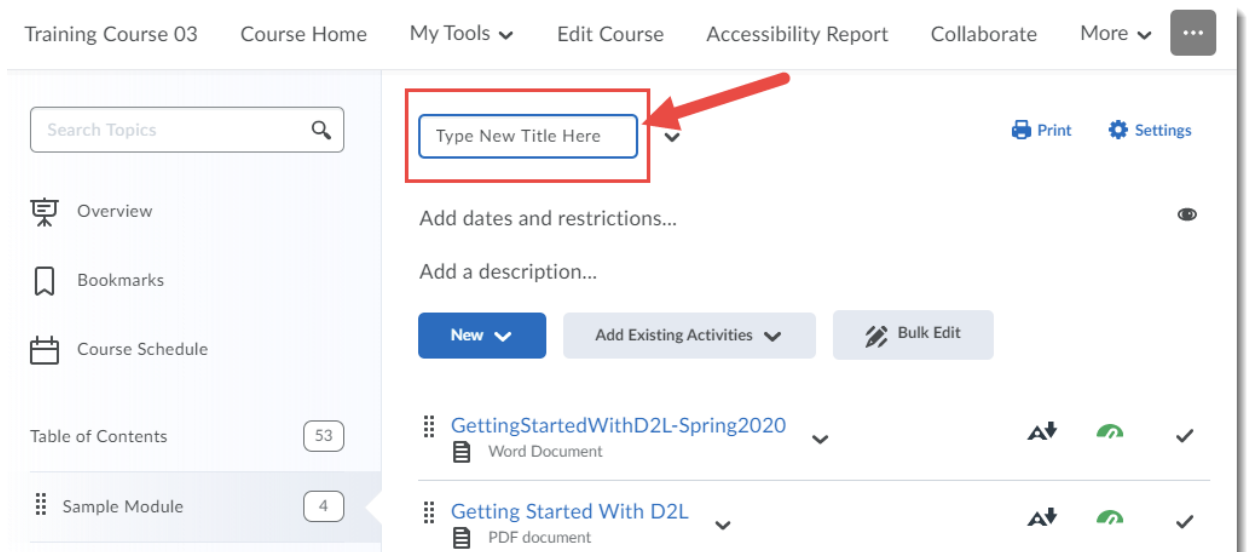 Training Course 03 Course Home My Tools Edit Course Accessibility Report Collaborate More ...
Search Topics
Type New Title Here
Print Settings
Overview
Add dates and restrictions...
Bookmarks
Add a description...
New Add Existing Activities Bulk Edit
Course Schedule
GettingStartedWithD2L-Spring2020
Word Document
Table of Contents 53
Sample Module 4
Getting Started With D2L
PDF document